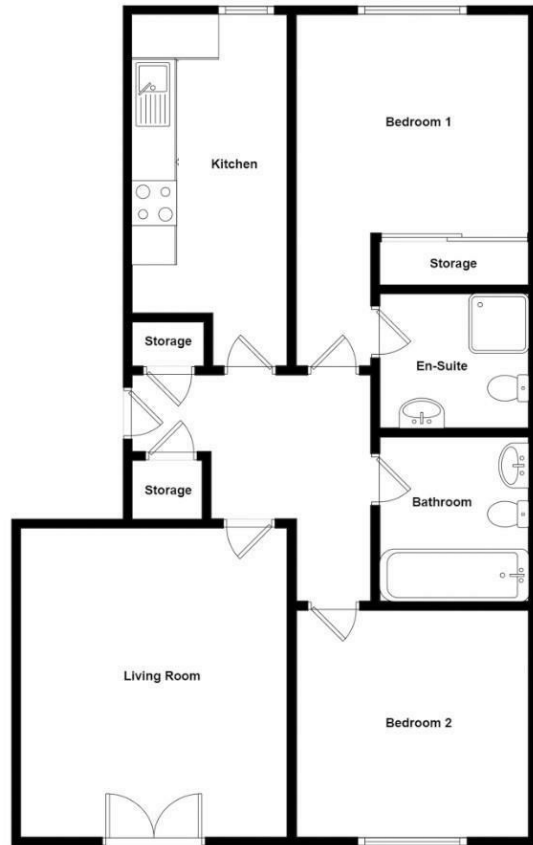 Bedroom 1
Kitchen
Storage
Storage
En-Suite
Storage
Bathroom
Living Room
Bedroom 2